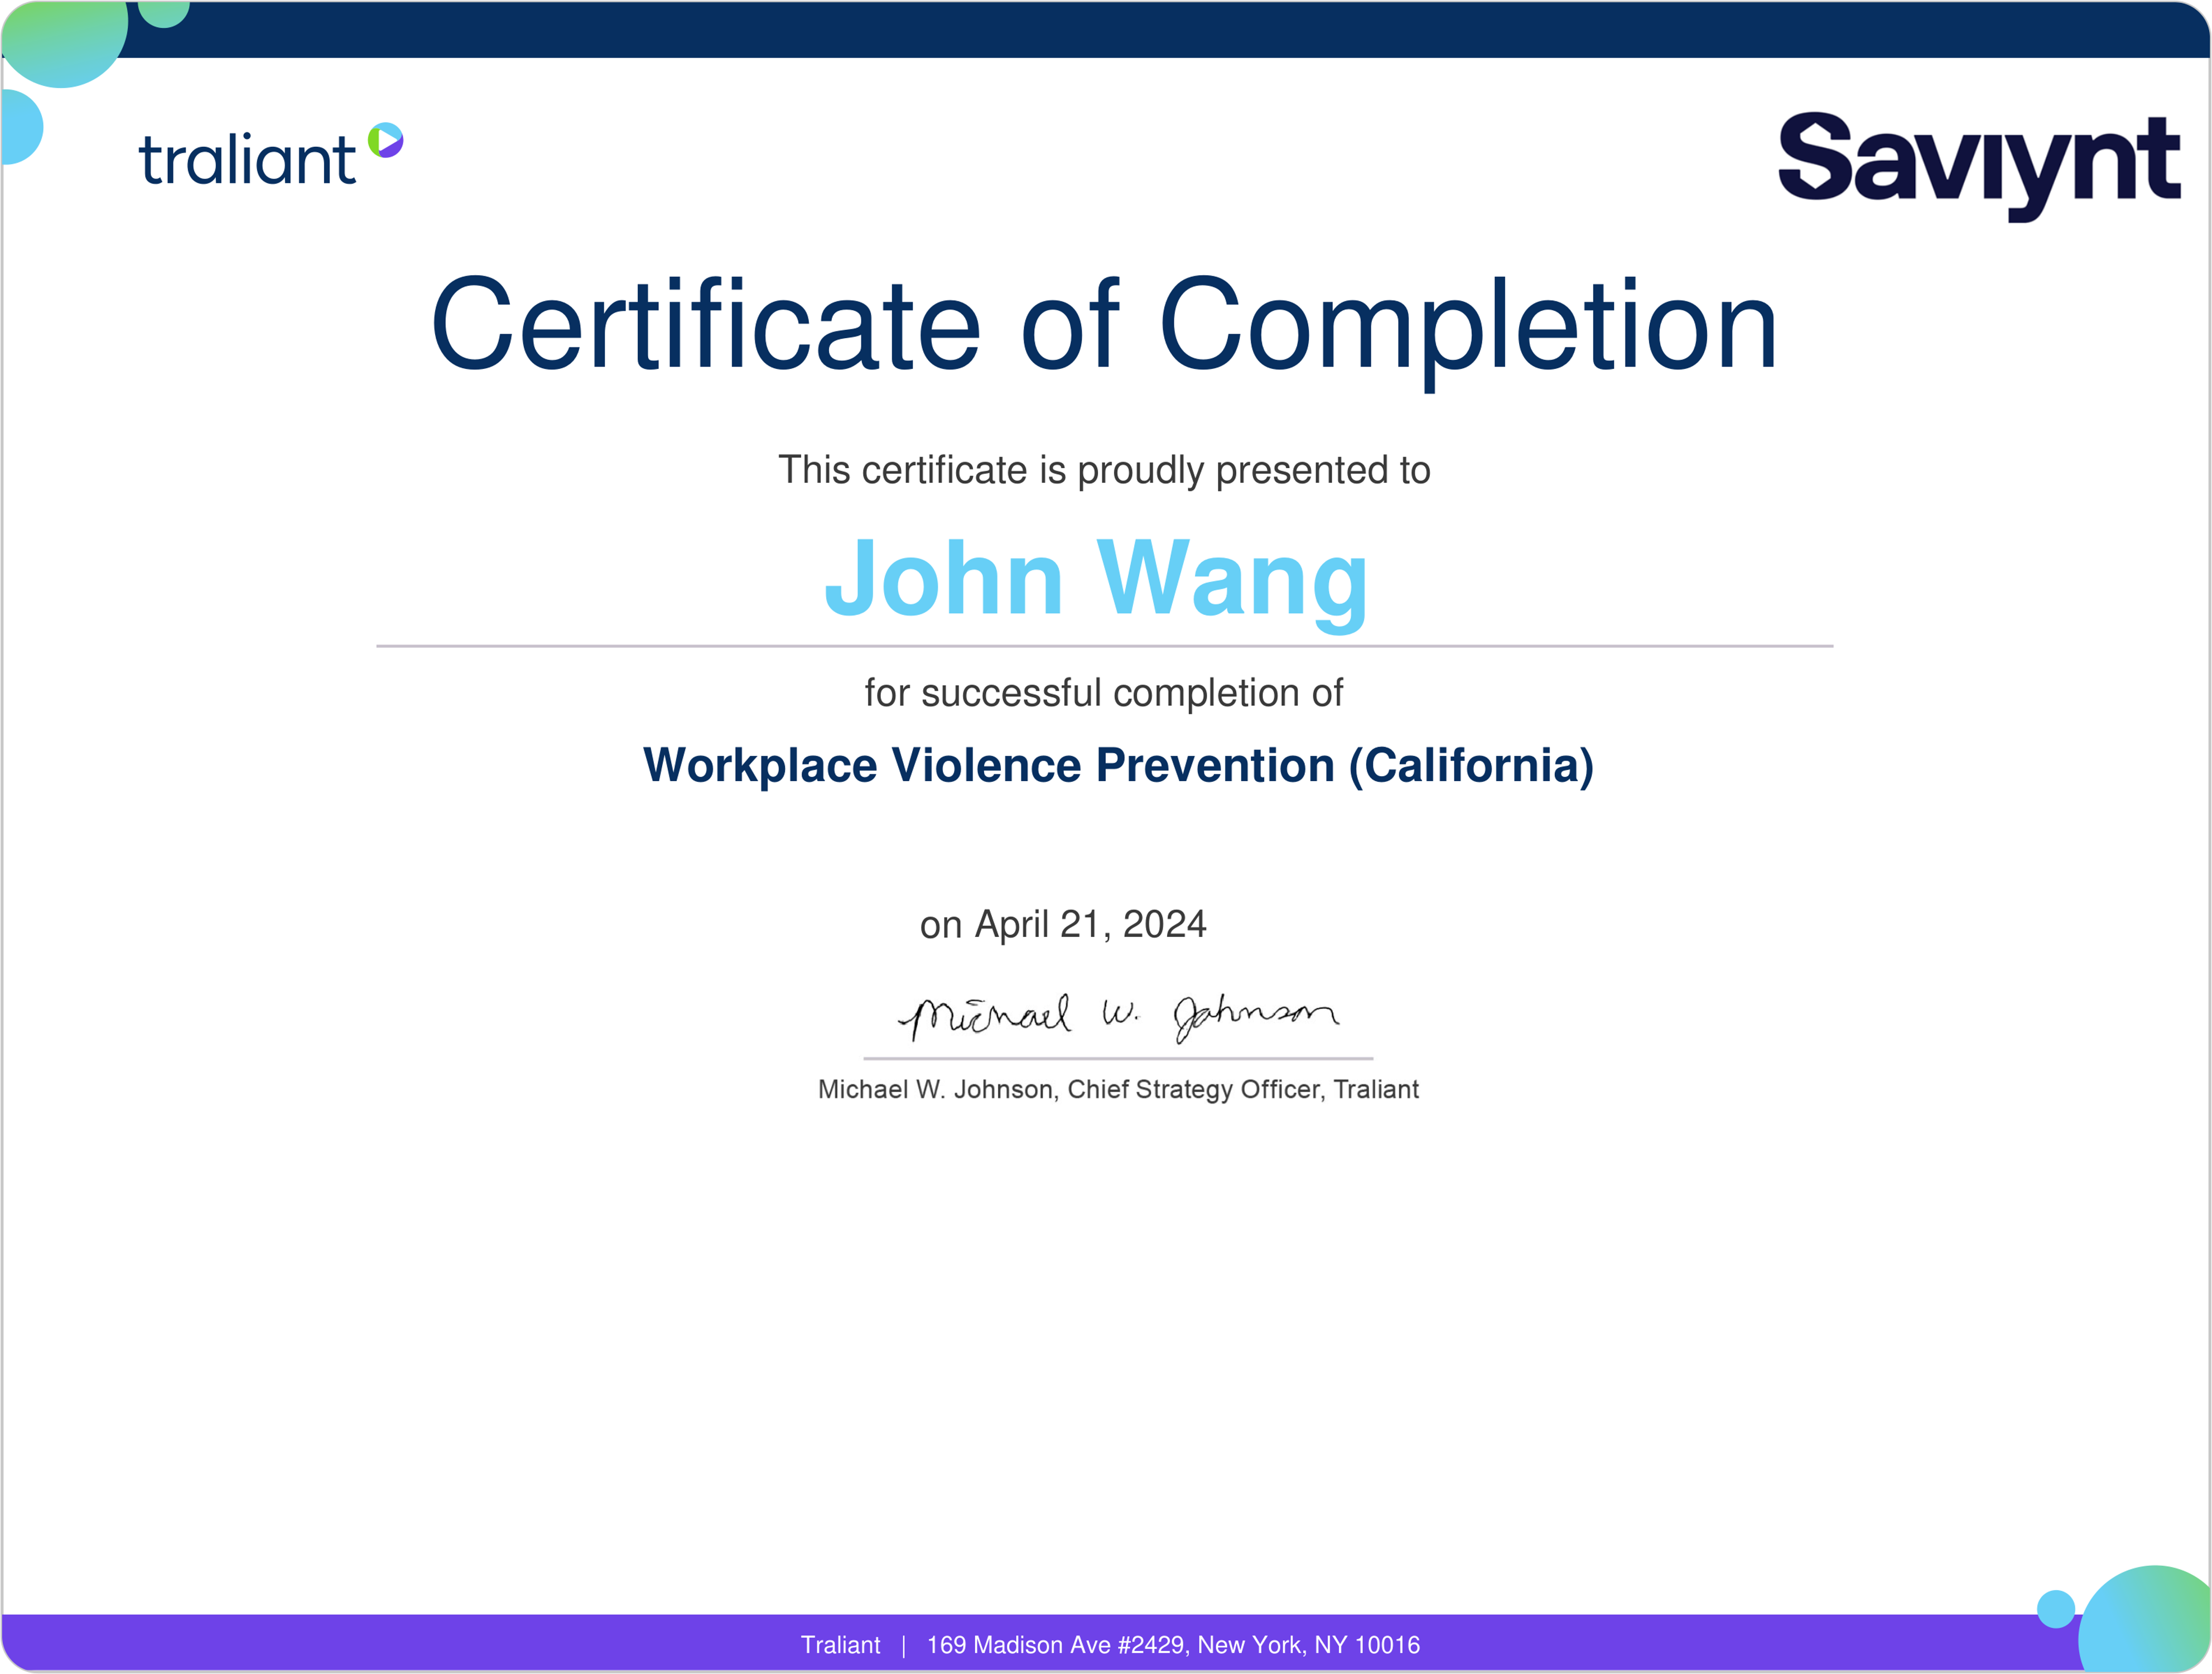 traliant
Saviynt
Certificate of Completion
This certificate is proudly presented to
John Wang
for successful completion of
Workplace Violence Prevention (California)
on April 21, 2024
Michael W. Johnson
Michael W. Johnson, Chief Strategy Officer, Traliant
Traliant | 169 Madison Ave #2429, New York, NY 10016